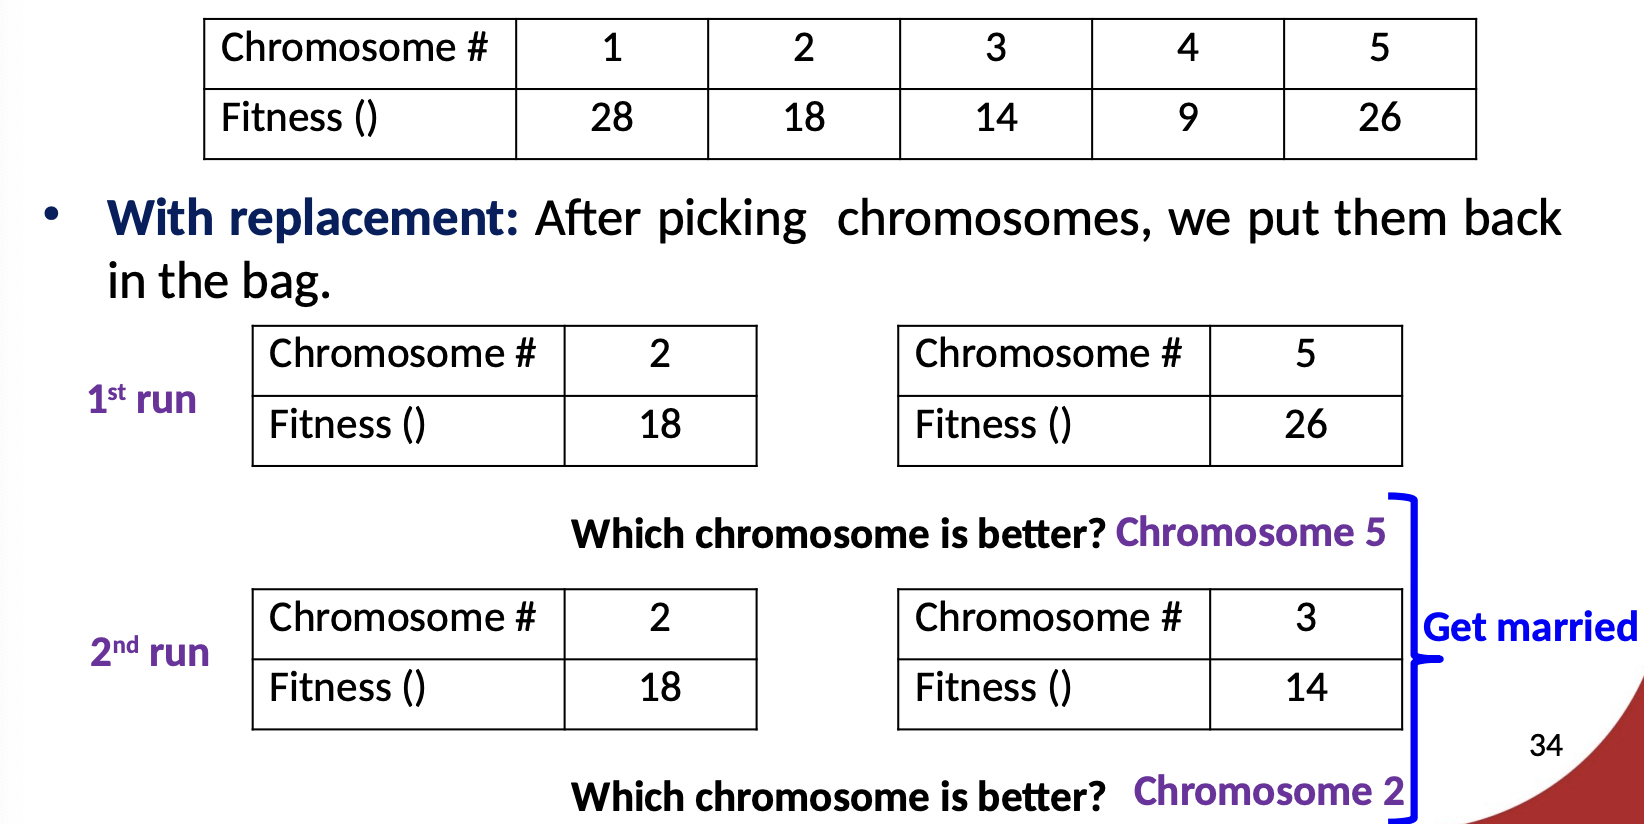 Chromosome # 1 2 3 4 5
Fitness () 28 18 14 9 26
• With replacement: After picking chromosomes, we put them back
in the bag.
1st run
Chromosome # 2
Fitness () 18
Chromosome # 5
Fitness () 26
Which chromosome is better? Chromosome 5
2nd run
Chromosome # 2
Fitness () 18
Chromosome # 3
Fitness () 14
Get married
34
Which chromosome is better? Chromosome 2